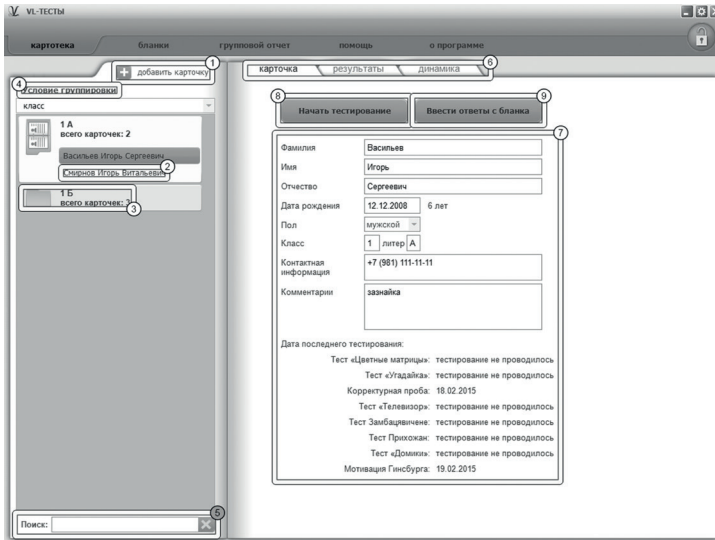 VL-ТЕСТЫ
картотека бланки групповой отчет помощь о программе
1
добавить карточку
4
Условие группировки
класс
1 А
всего карточек: 2
Васильев Игорь Сергеевич
2
Смирнов Игорь Витальевич
1 Б
всего карточек: 3
3
Поиск:
5
6
карточка результаты динамика
8
Начать тестирование
9
Ввести ответы с бланка
7
Фамилия Васильев
Имя Игорь
Отчество Сергеевич
Дата рождения 12.12.2008 6 лет
Пол мужской
Класс 1 литер А
Контактная информация +7 (981) 111-11-11
Комментарии зазнайка
Дата последнего тестирования:
Тест «Цветные матрицы»: тестирование не проводилось
Тест «Угадайка»: тестирование не проводилось
Корректурная проба: 18.02.2015
Тест «Телевизор»: тестирование не проводилось
Тест Замбацявичене: тестирование не проводилось
Тест Прихожан: тестирование не проводилось
Тест «Домики»: тестирование не проводилось
Мотивация Гинсбурга: 19.02.2015